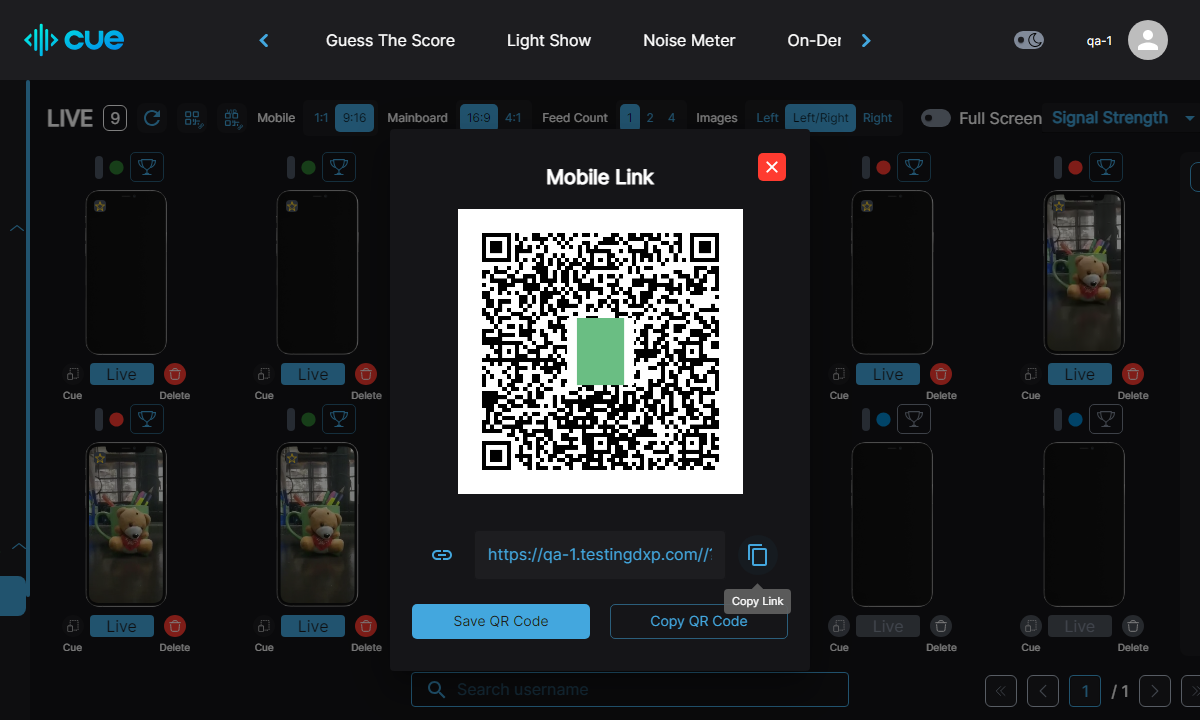 cue
Guess The Score
Light Show
Noise Meter
On-Der
qa-1
LIVE 9
Mobile 1:1 9:16
Mainboard 16:9 4:1
Feed Count 1 2 4
Images Left Left/Right Right
Full Screen
Signal Strength
Mobile Link
Live
Live
Live
Live
Cue Delete
Cue Delete
Cue Delete
Cue Delete
https://qa-1.testingdxp.com//
Copy Link
Save QR Code
Copy QR Code
Live
Live
Live
Live
Cue Delete
Cue Delete
Cue Delete
Cue Delete
Search username
1 / 1